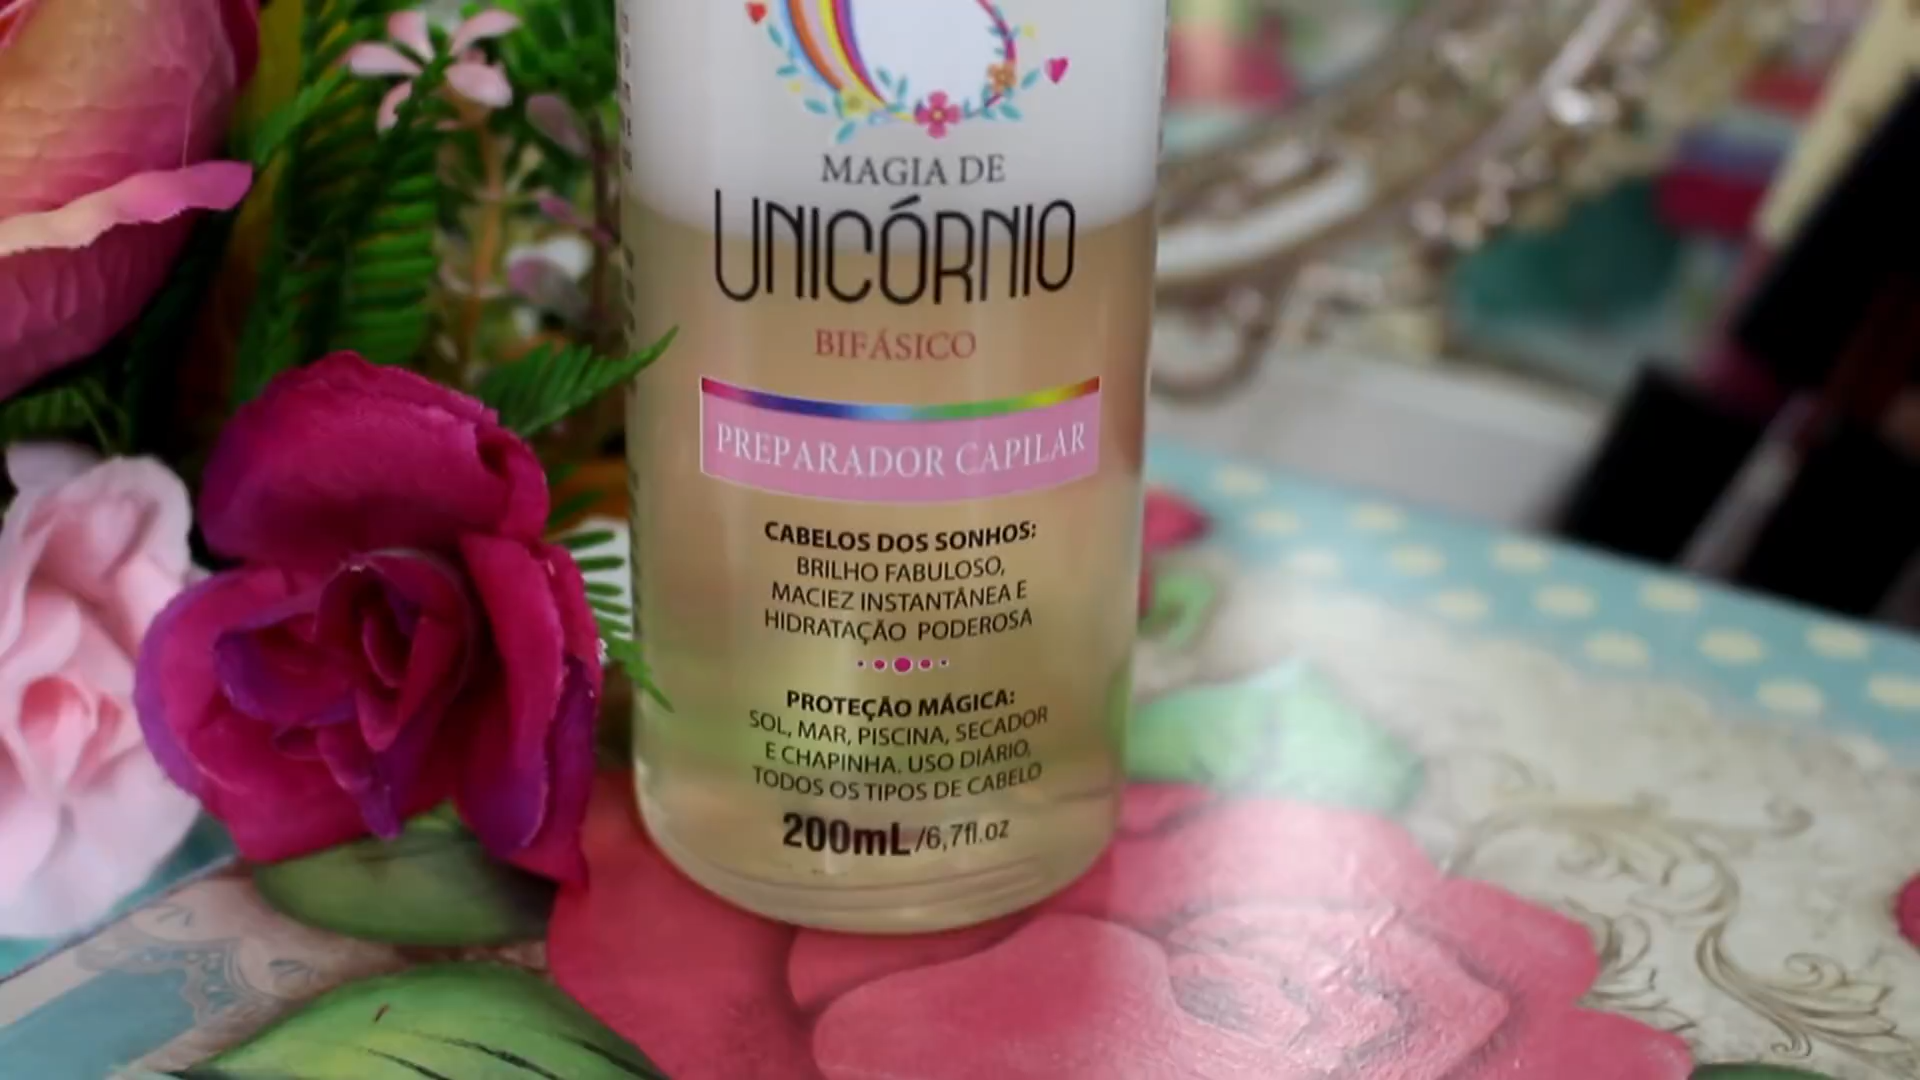 MAGIA DE
UNICÓRNIO
BIFÁSICO
PREPARADOR CAPILAR
CABELOS DOS SONHOS:
BRILHO FABULOSO,
MACIEZ INSTANTÂNEA E
HIDRATAÇÃO PODEROSA
PROTEÇÃO MÁGICA:
SOL, MAR, PISCINA, SECADOR
E CHAPINHA. USO DIÁRIO,
TODOS OS TIPOS DE CABELO
200mL/6,7fl.oz